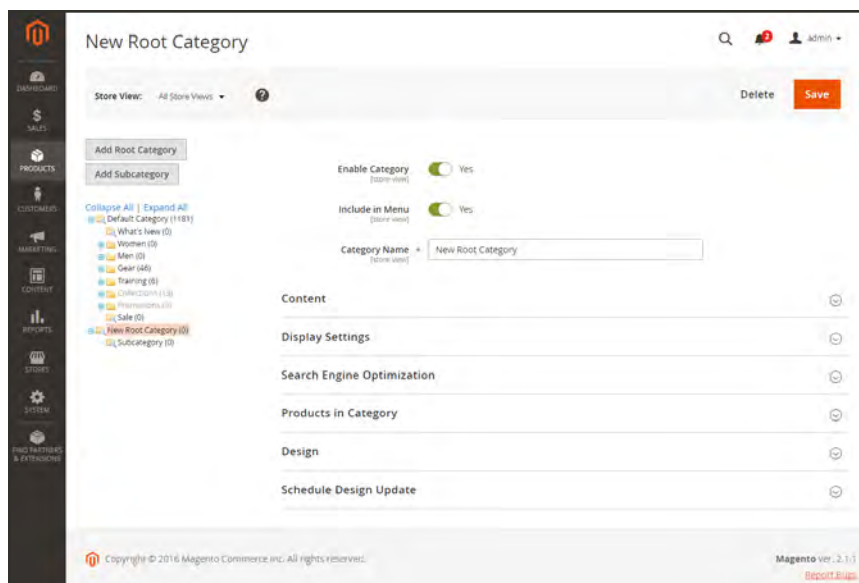 New Root Category
2
admin
DASHBOARD
Store View: All Store Views
?
Delete
Save
$
SALES
PRODUCTS
CUSTOMERS
MARKETING
CONTENT
REPORTS
STORES
SYSTEM
FIND PARTNERS
& EXTENSIONS
Add Root Category
Add Subcategory
Collapse All | Expand All
Default Category (1181)
What's New (0)
Women (0)
Men (0)
Gear (46)
Training (6)
Collections (13)
Promotions (0)
Sale (0)
New Root Category (0)
Subcategory (0)
Enable Category
[store view]
Yes
Include in Menu
[store view]
Yes
Category Name *
[store view]
New Root Category
Content
Display Settings
Search Engine Optimization
Products in Category
Design
Schedule Design Update
Copyright © 2016 Magento Commerce Inc. All rights reserved.
Magento ver. 2.1.1
Report Bugs